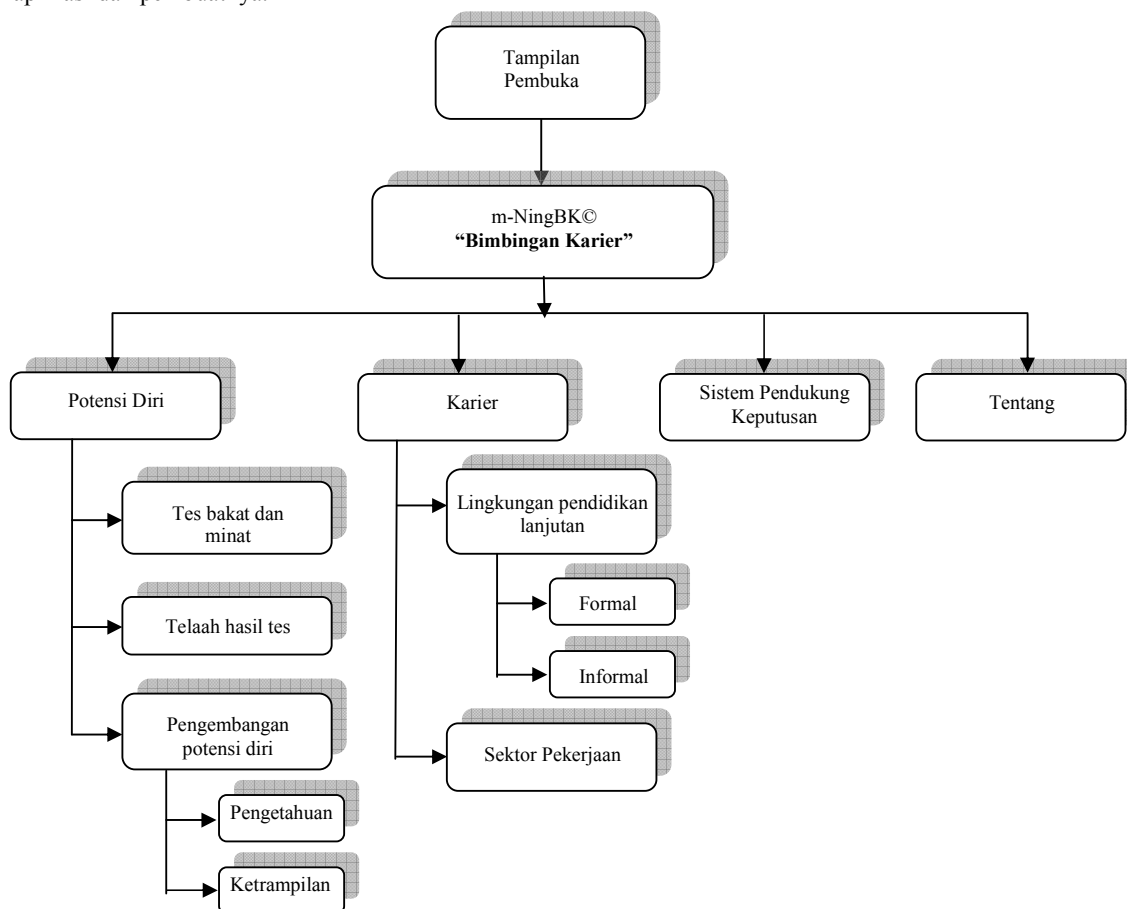 Tampilan
Pembuka
m-NingBK©
“Bimbingan Karier”
Potensi Diri
Karier
Sistem Pendukung
Keputusan
Tentang
Tes bakat dan
minat
Telaah hasil tes
Pengembangan
potensi diri
Pengetahuan
Ketrampilan
Lingkungan pendidikan
lanjutan
Formal
Informal
Sektor Pekerjaan